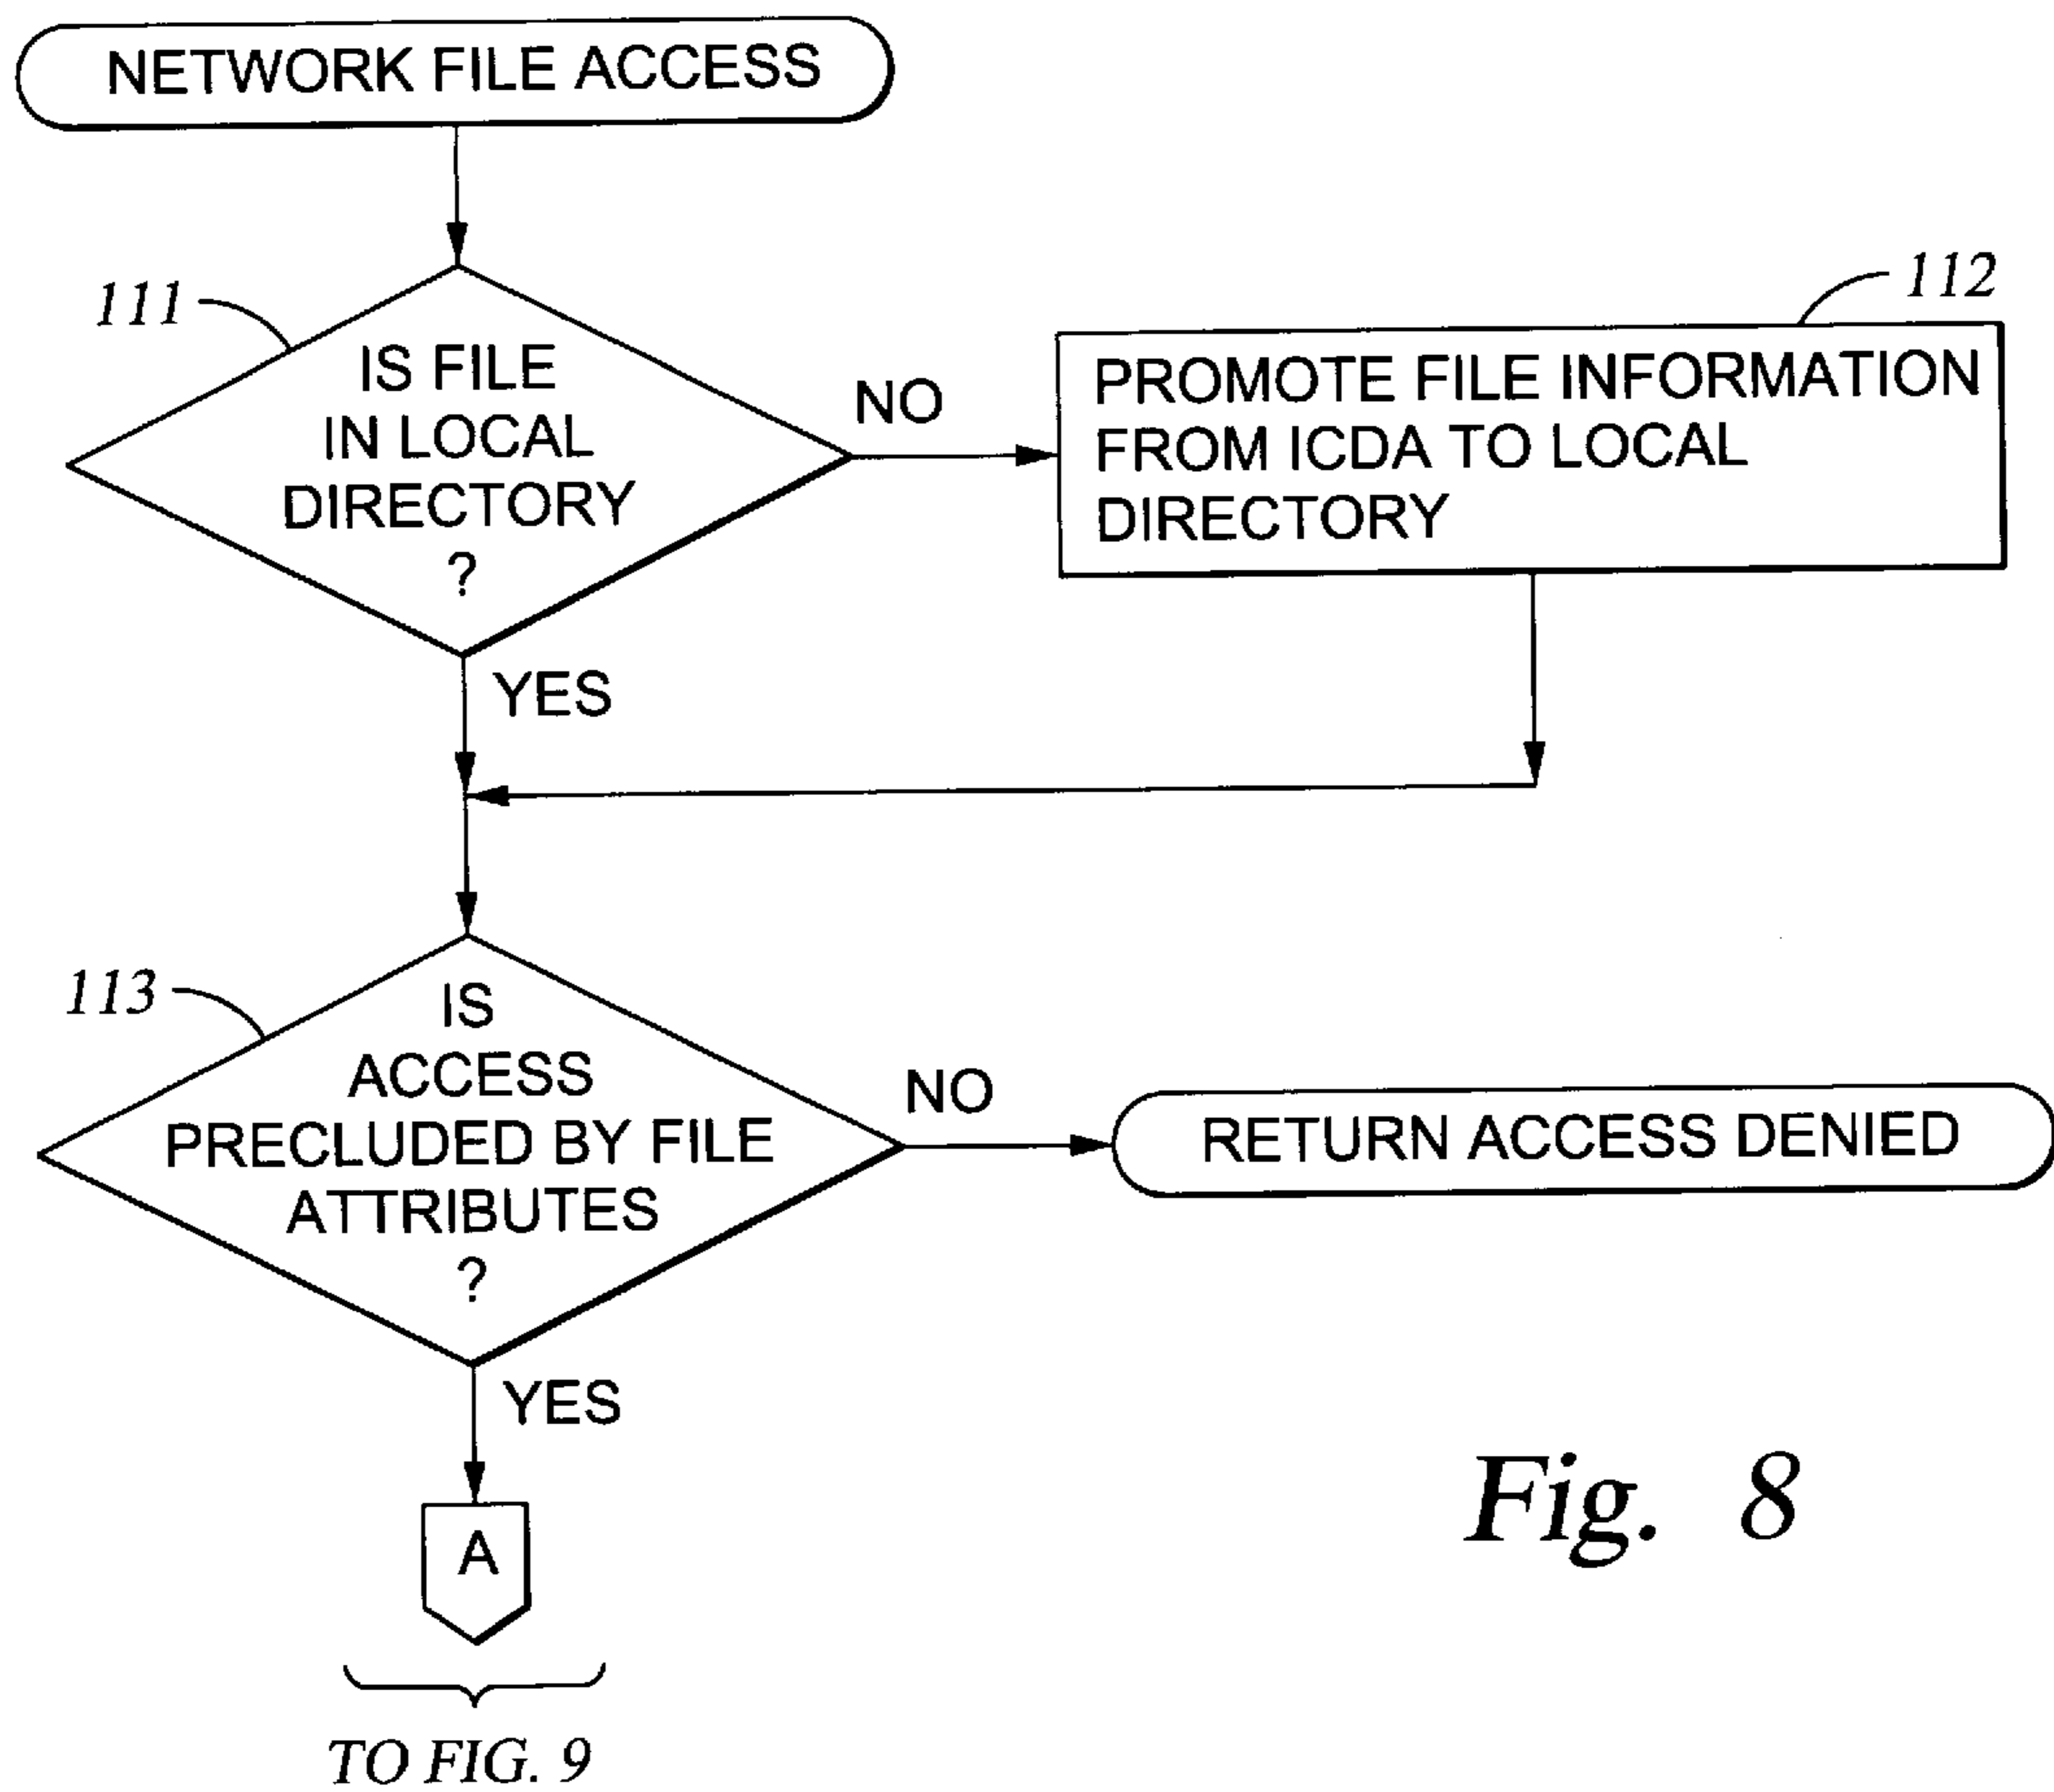 NETWORK FILE ACCESS
111
IS FILE
IN LOCAL
DIRECTORY
?
NO
112
PROMOTE FILE INFORMATION
FROM ICDA TO LOCAL
DIRECTORY
YES
113
IS
ACCESS
PRECLUDED BY FILE
ATTRIBUTES
?
NO
RETURN ACCESS DENIED
YES
A
TO FIG. 9
Fig. 8